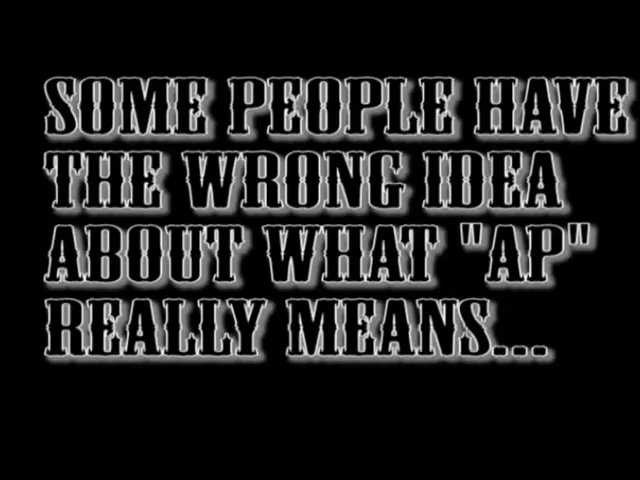 SOME PEOPLE HAVE
THE WRONG IDEA
ABOUT WHAT "AP"
REALLY MEANS...